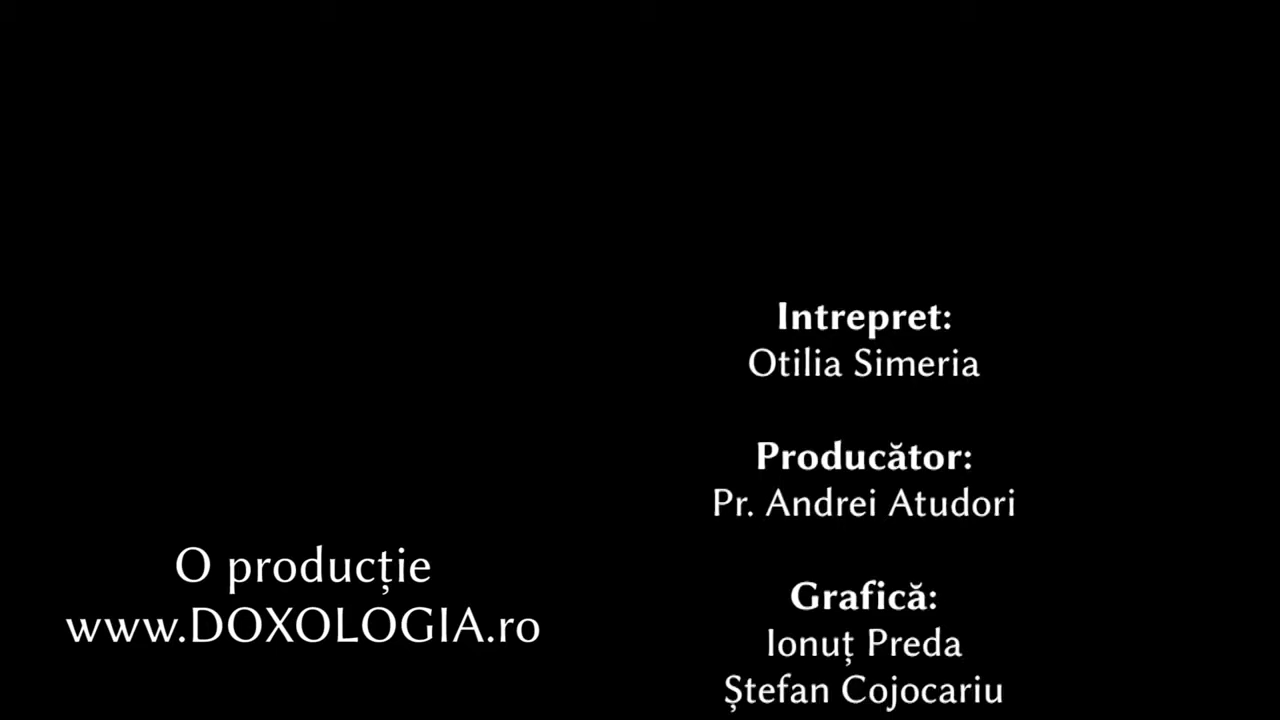 Intrepret:
Otilia Simeria
Producător:
Pr. Andrei Atudori
Grafică:
Ionuț Preda
Ștefan Cojocariu
O producție
www.DOXOLOGIA.ro